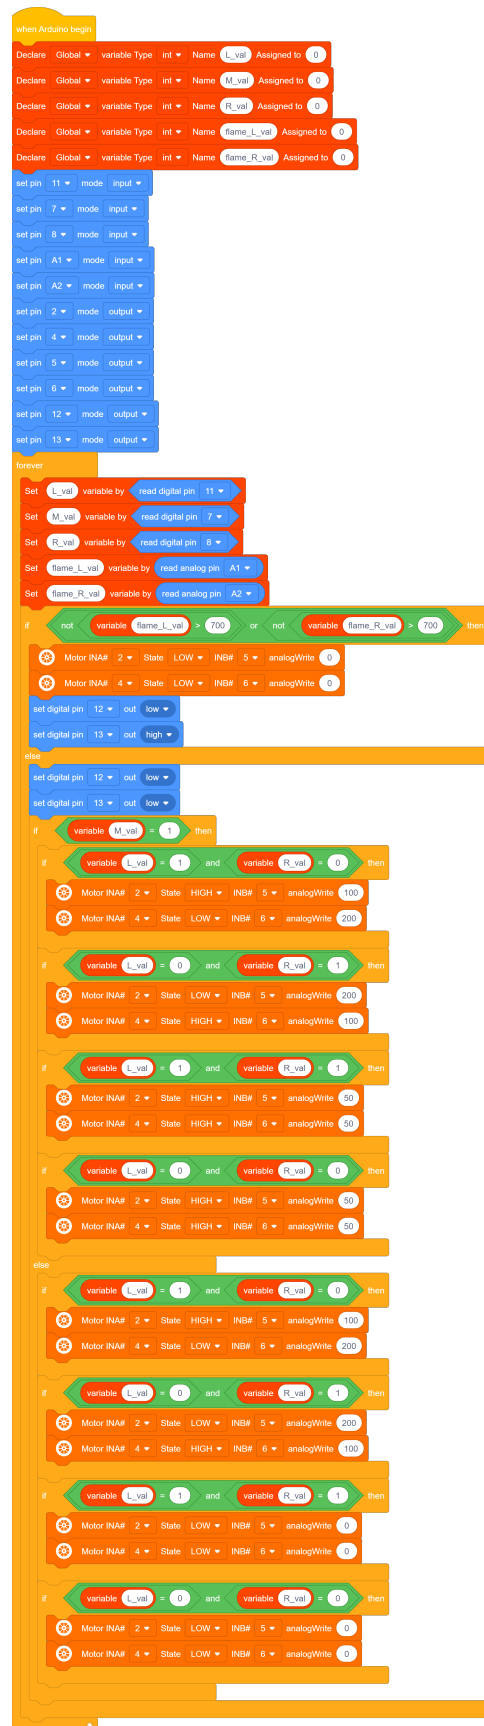 when Arduino begin
Declare Global variable Type int Name L_val Assigned to 0
Declare Global variable Type int Name M_val Assigned to 0
Declare Global variable Type int Name R_val Assigned to 0
Declare Global variable Type int Name flame_L_val Assigned to 0
Declare Global variable Type int Name flame_R_val Assigned to 0
set pin 11 mode input
set pin 7 mode input
set pin 8 mode input
set pin A1 mode input
set pin A2 mode input
set pin 2 mode output
set pin 4 mode output
set pin 5 mode output
set pin 6 mode output
set pin 12 mode output
set pin 13 mode output
forever
Set L_val variable by read digital pin 11
Set M_val variable by read digital pin 7
Set R_val variable by read digital pin 8
Set flame_L_val variable by read analog pin A1
Set flame_R_val variable by read analog pin A2
if not variable flame_L_val > 700 or not variable flame_R_val > 700 then
Motor INA# 2 State LOW INB# 5 analogWrite 0
Motor INA# 4 State LOW INB# 6 analogWrite 0
set digital pin 12 out low
set digital pin 13 out high
else
set digital pin 12 out low
set digital pin 13 out low
if variable M_val = 1 then
if variable L_val = 1 and variable R_val = 0 then
Motor INA# 2 State HIGH INB# 5 analogWrite 100
Motor INA# 4 State LOW INB# 6 analogWrite 200
if variable L_val = 0 and variable R_val = 1 then
Motor INA# 2 State LOW INB# 5 analogWrite 200
Motor INA# 4 State HIGH INB# 6 analogWrite 100
if variable L_val = 1 and variable R_val = 1 then
Motor INA# 2 State HIGH INB# 5 analogWrite 50
Motor INA# 4 State HIGH INB# 6 analogWrite 50
if variable L_val = 0 and variable R_val = 0 then
Motor INA# 2 State HIGH INB# 5 analogWrite 50
Motor INA# 4 State HIGH INB# 6 analogWrite 50
else
if variable L_val = 1 and variable R_val = 0 then
Motor INA# 2 State HIGH INB# 5 analogWrite 100
Motor INA# 4 State LOW INB# 6 analogWrite 200
if variable L_val = 0 and variable R_val = 1 then
Motor INA# 2 State LOW INB# 5 analogWrite 200
Motor INA# 4 State HIGH INB# 6 analogWrite 100
if variable L_val = 1 and variable R_val = 1 then
Motor INA# 2 State LOW INB# 5 analogWrite 0
Motor INA# 4 State LOW INB# 6 analogWrite 0
if variable L_val = 0 and variable R_val = 0 then
Motor INA# 2 State LOW INB# 5 analogWrite 0
Motor INA# 4 State LOW INB# 6 analogWrite 0